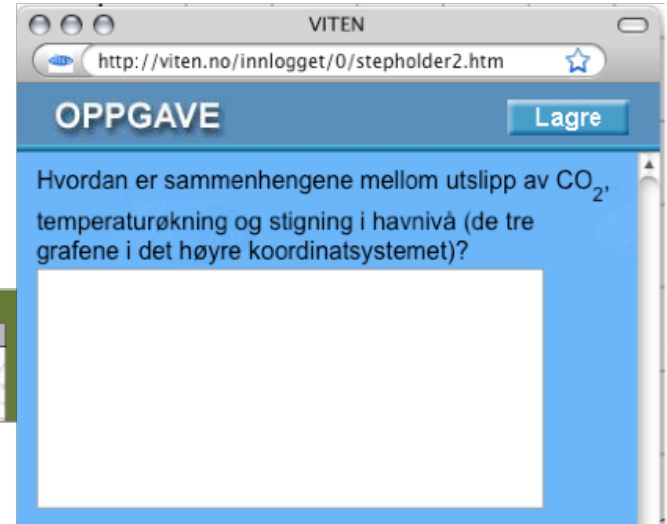 VITEN
http://viten.no/innlogget/0/stepholder2.htm
OPPGAVE
Lagre
Hvordan er sammenhengene mellom utslipp av CO₂,
temperaturøkning og stigning i havnivå (de tre
grafene i det høyre koordinatsystemet)?